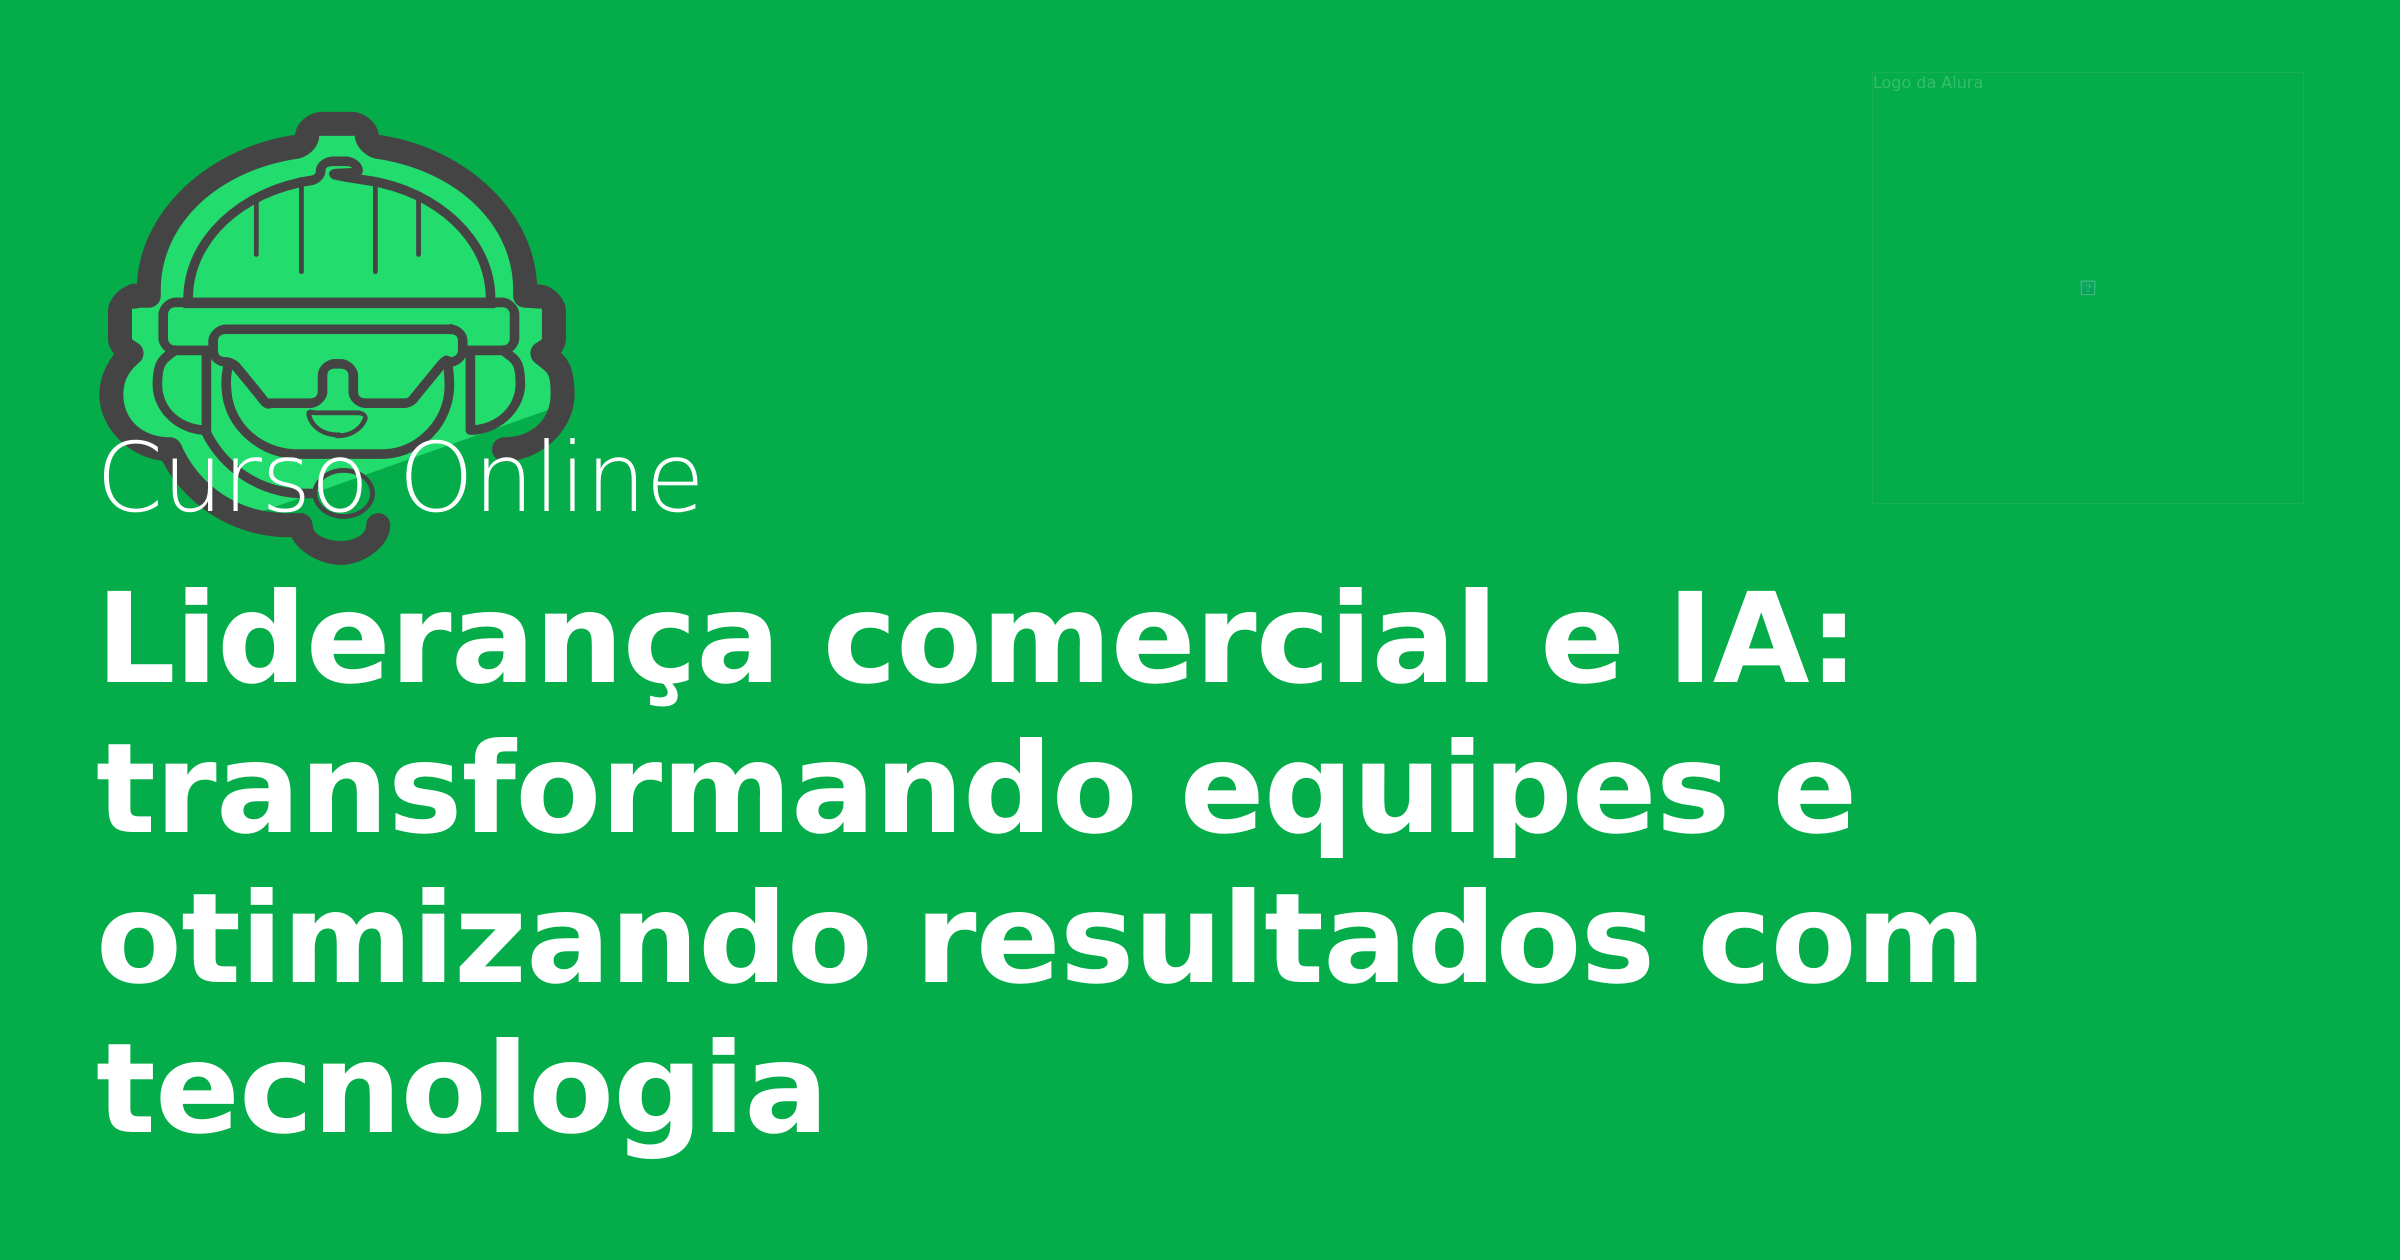 Logo da Alura
Curso Online
Liderança comercial e IA:
transformando equipes e
otimizando resultados com
tecnologia